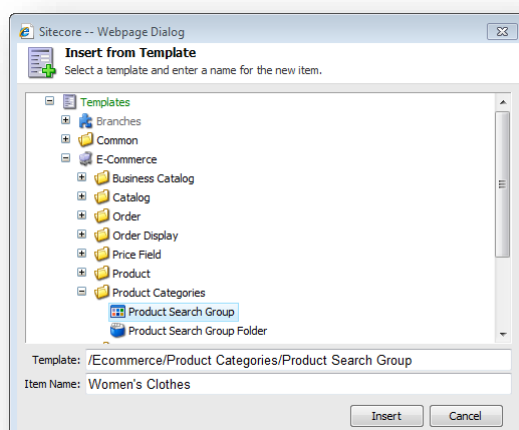 Sitecore -- Webpage Dialog
Insert from Template
Select a template and enter a name for the new item.
Templates
Branches
Common
E-Commerce
Business Catalog
Catalog
Order
Order Display
Price Field
Product
Product Categories
Product Search Group
Product Search Group Folder
Template: /Ecommerce/Product Categories/Product Search Group
Item Name: Women's Clothes
Insert Cancel